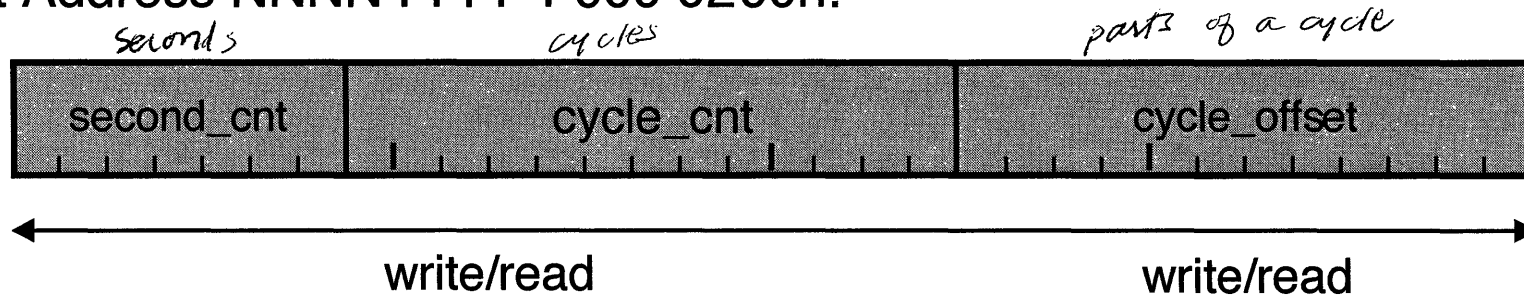 Address NNNN FFFF F000 0200h.
seconds cycles parts of a cycle
second_cnt cycle_cnt cycle_offset
write/read write/read